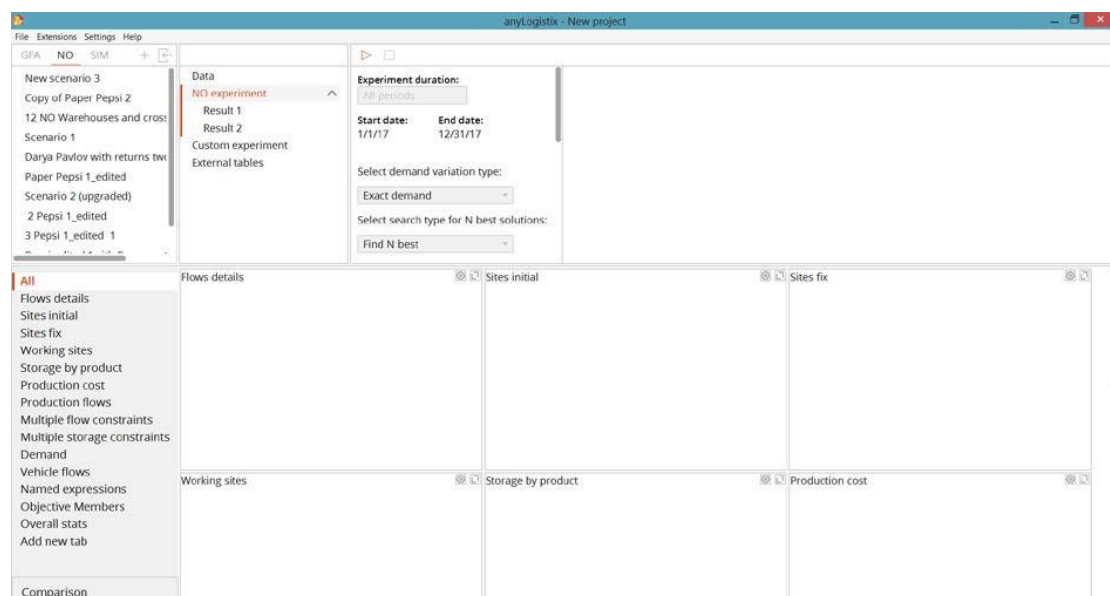 anyLogistix - New project
File Extensions Settings Help
GFA NO SIM
New scenario 3
Copy of Paper Pepsi 2
12 NO Warehouses and cross
Scenario 1
Darya Pavlov with returns two
Paper Pepsi 1_edited
Scenario 2 (upgraded)
2 Pepsi 1_edited
3 Pepsi 1_edited 1
Data
NO experiment
Result 1
Result 2
Custom experiment
External tables
Experiment duration:
All periods
Start date: End date:
1/1/17 12/31/17
Select demand variation type:
Exact demand
Select search type for N best solutions:
Find N best
All
Flows details
Sites initial
Sites fix
Working sites
Storage by product
Production cost
Production flows
Multiple flow constraints
Multiple storage constraints
Demand
Vehicle flows
Named expressions
Objective Members
Overall stats
Add new tab
Comparison
Flows details
Sites initial
Sites fix
Working sites
Storage by product
Production cost